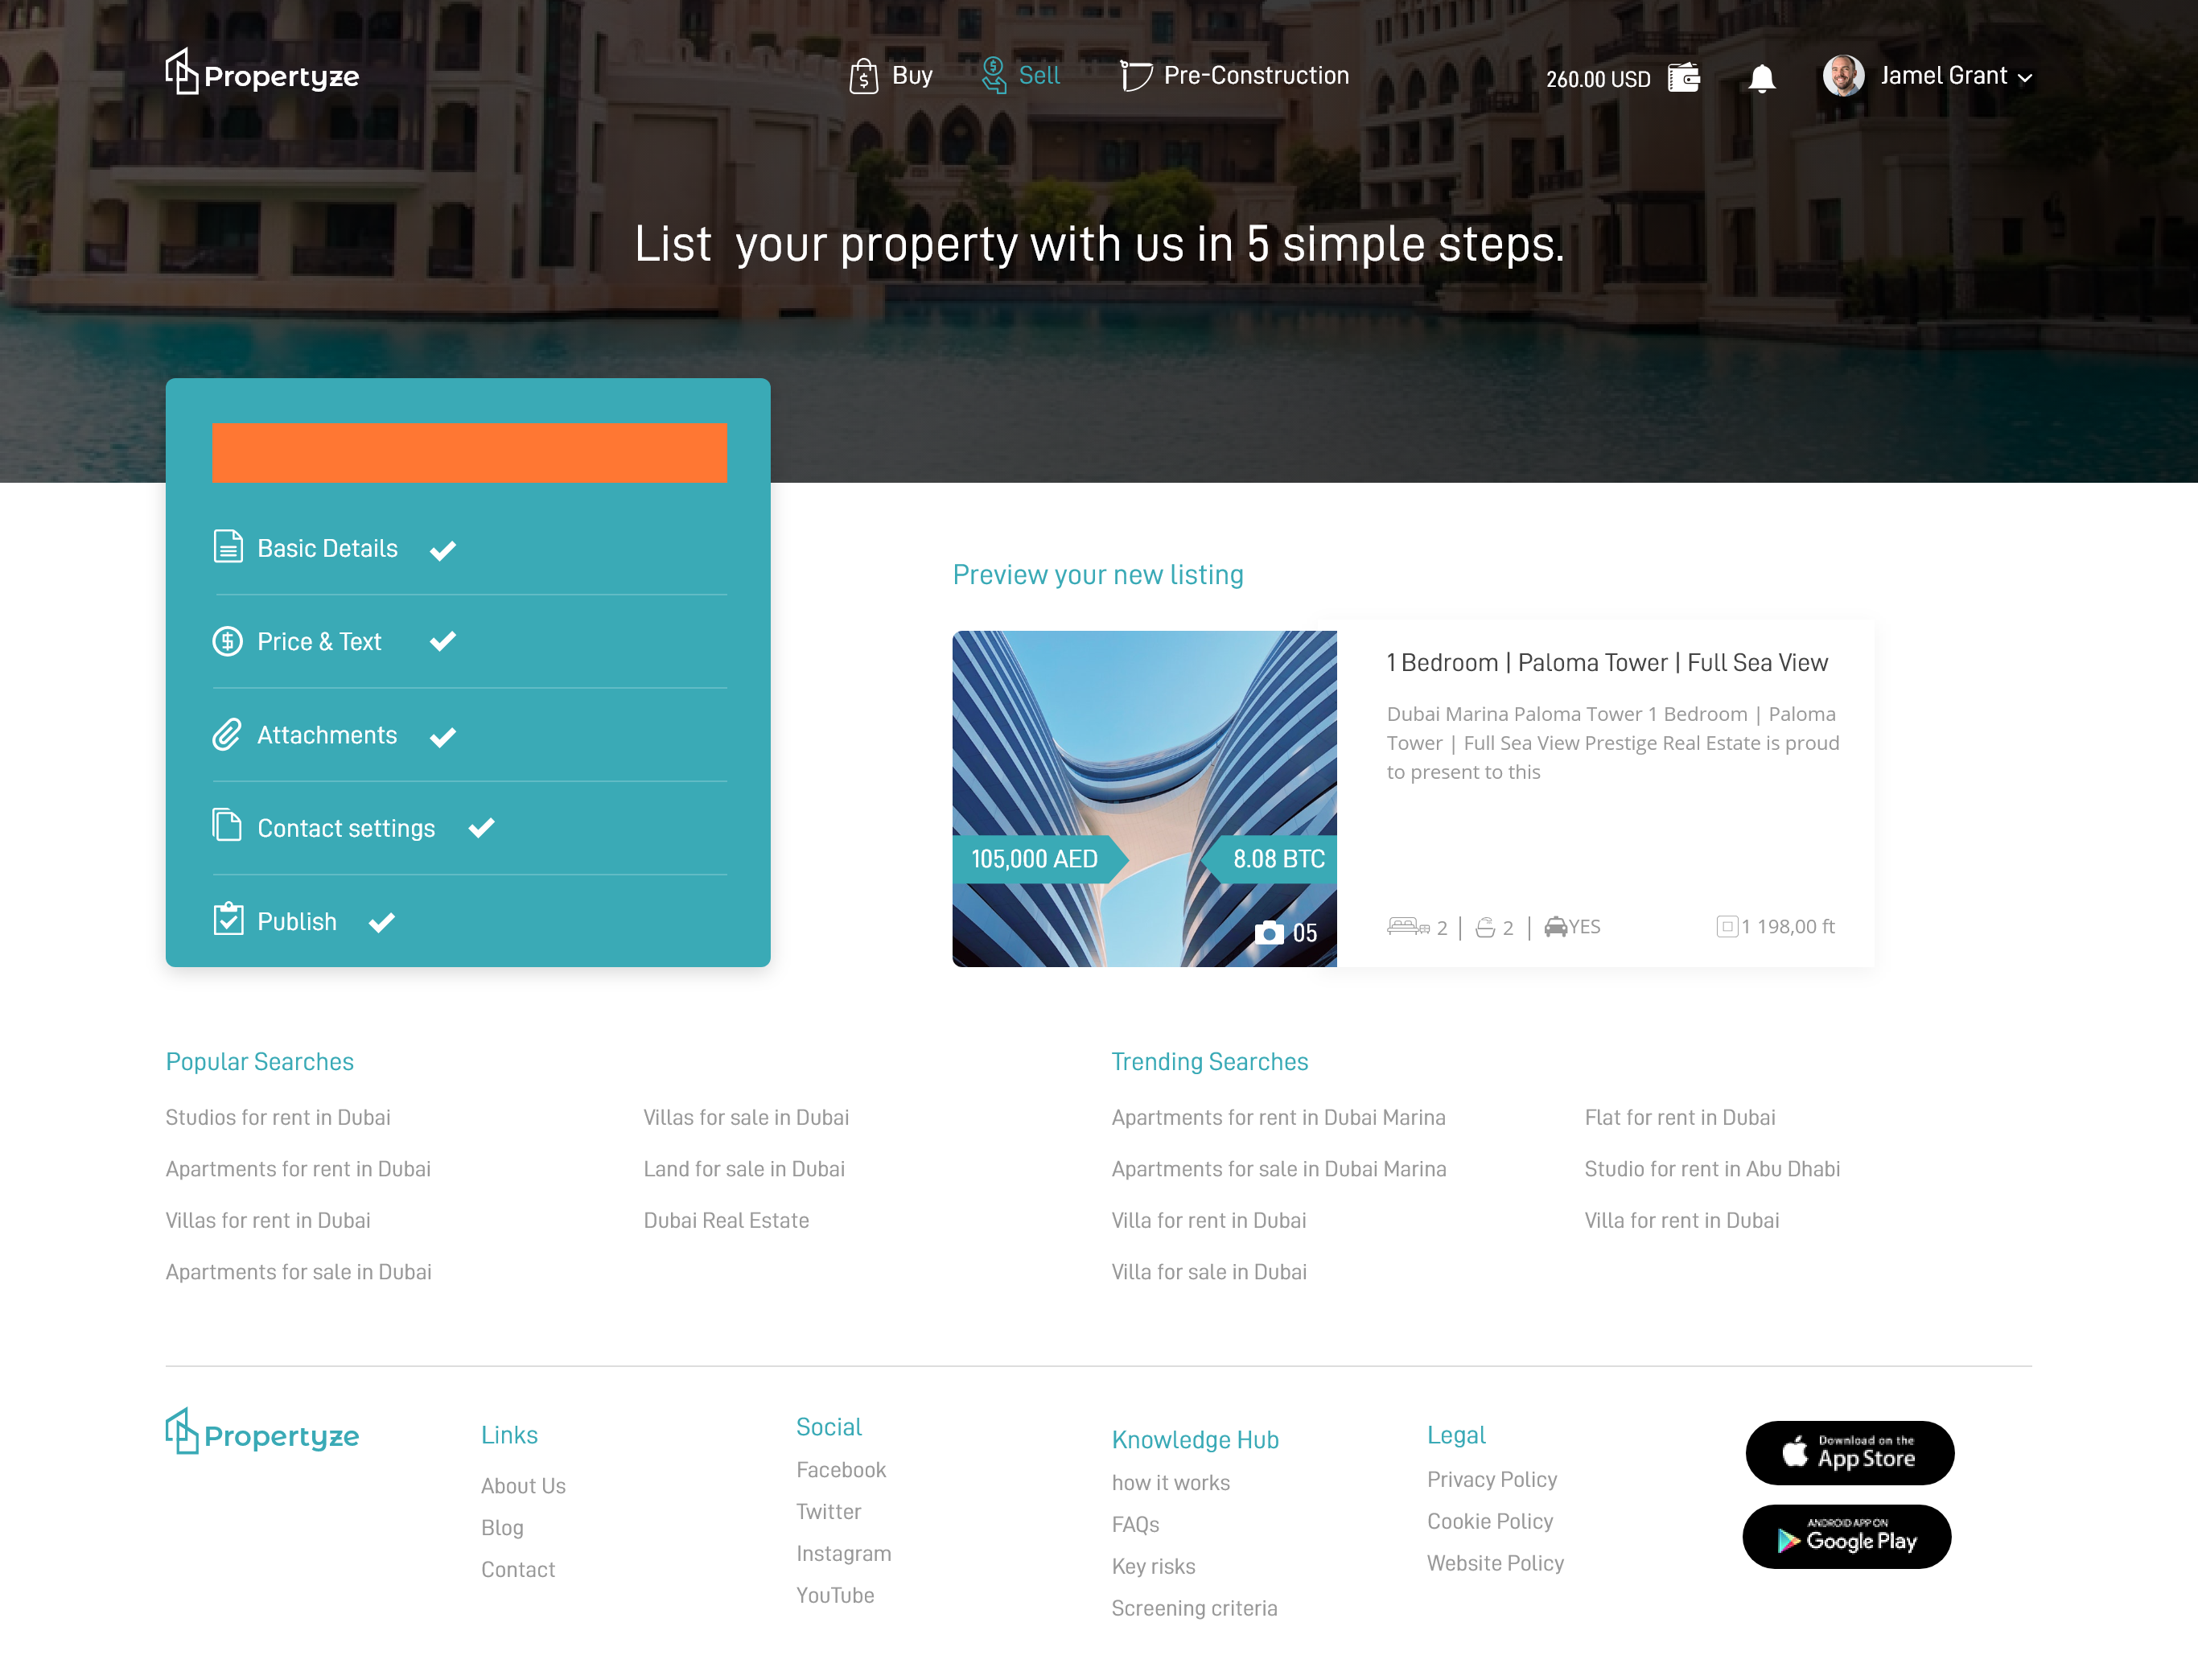 Propertyze
Buy
Sell
Pre-Construction
260.00 USD
Jamel Grant
List  your property with us in 5 simple steps.
Basic Details
Price & Text
Attachments
Contact settings
Publish
Preview your new listing
105,000 AED
8.08 BTC
05
1 Bedroom | Paloma Tower | Full Sea View
Dubai Marina Paloma Tower 1 Bedroom | Paloma
Tower | Full Sea View Prestige Real Estate is proud
to present to this
2 | 2 | YES
1 198,00 ft
Popular Searches
Studios for rent in Dubai
Apartments for rent in Dubai
Villas for rent in Dubai
Apartments for sale in Dubai
Villas for sale in Dubai
Land for sale in Dubai
Dubai Real Estate
Trending Searches
Apartments for rent in Dubai Marina
Apartments for sale in Dubai Marina
Villa for rent in Dubai
Villa for sale in Dubai
Flat for rent in Dubai
Studio for rent in Abu Dhabi
Villa for rent in Dubai
Propertyze
Links
About Us
Blog
Contact
Social
Facebook
Twitter
Instagram
YouTube
Knowledge Hub
how it works
FAQs
Key risks
Screening criteria
Legal
Privacy Policy
Cookie Policy
Website Policy
Download on the
App Store
ANDROID APP ON
Google Play